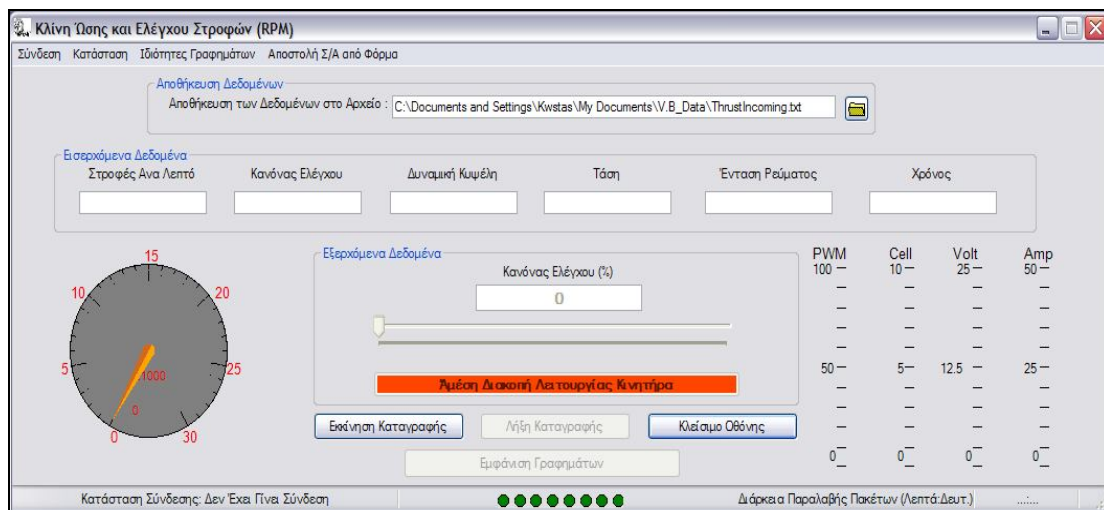 Κλίνη Ώσης και Ελέγχου Στροφών (RPM)
Σύνδεση Κατάσταση Ιδιότητες Γραφημάτων Αποστολή Σ/Α από Φόρμα
Αποθήκευση Δεδομένων
Αποθήκευση των Δεδομένων στο Αρχείο : C:\Documents and Settings\Kwstas\My Documents\V.B_Data\ThrustIncoming.txt
Εισερχόμενα Δεδομένα
Στροφές Ανα Λεπτό Κανόνας Ελέγχου Δυναμική Κυψέλη Τάση Ένταση Ρεύματος Χρόνος
Εξερχόμενα Δεδομένα
Κανόνας Ελέγχου (%)
0
Άμέση Διακοπή Λειτουργίας Κινητήρα
0 5 10 15 20 25 30
1000
0
PWM Cell Volt Amp
100 10 25 50
50 5 12.5 25
0 0 0 0
Εκκίνηση Καταγραφής Λήξη Καταγραφής Κλείσιμο Οθόνης
Εμφάνιση Γραφημάτων
Κατάσταση Σύνδεσης: Δεν Έχει Γίνει Σύνδεση Διάρκεια Παραλαβής Πακέτων (Λεπτά:Δευτ.) ...:...